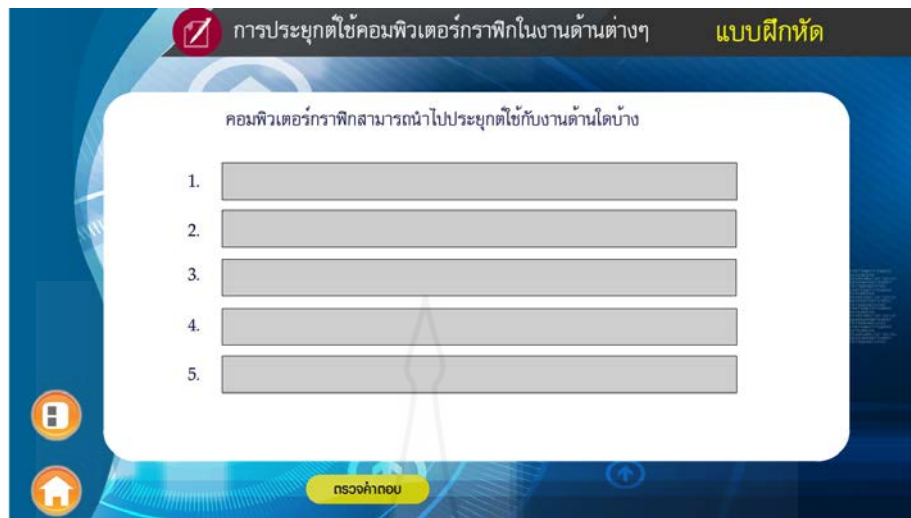 การประยุกต์ใช้คอมพิวเตอร์กราฟิกในงานด้านต่างๆ แบบฝึกหัด
คอมพิวเตอร์กราฟิกสามารถนำไปประยุกต์ใช้กับงานด้านใดบ้าง
1.
2.
3.
4.
5.
ตรวจคำตอบ